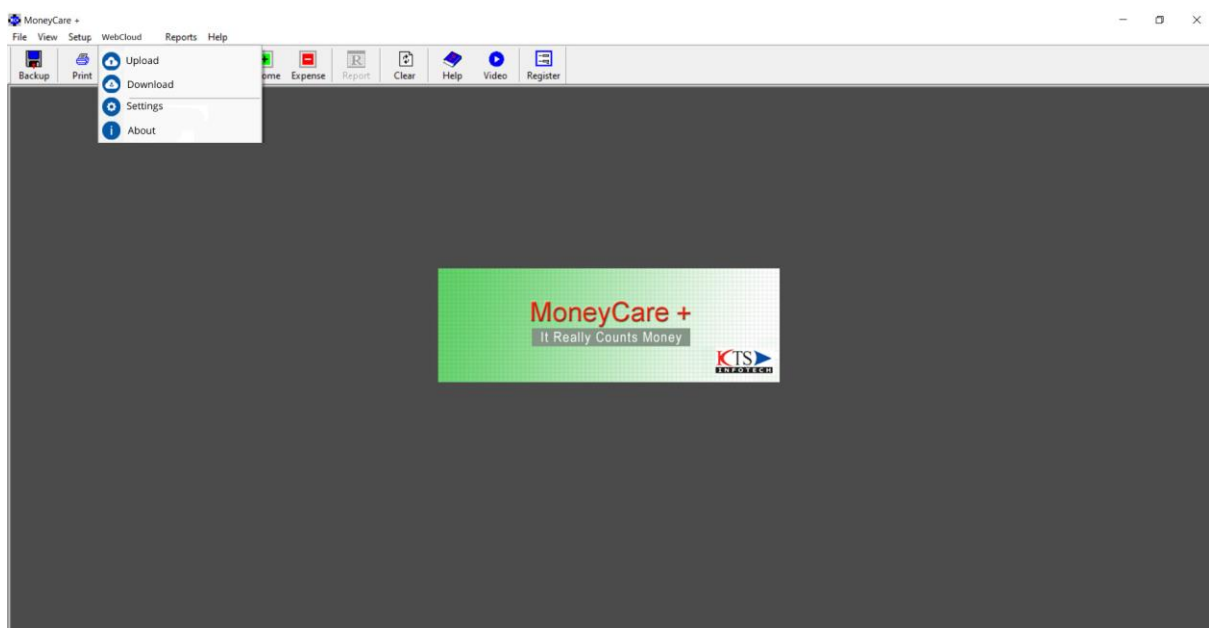 MoneyCare +
File View Setup WebCloud Reports Help
Backup Print ome Expense Report Clear Help Video Register
Upload
Download
Settings
About
MoneyCare +
It Really Counts Money
KTS
INFOTECH